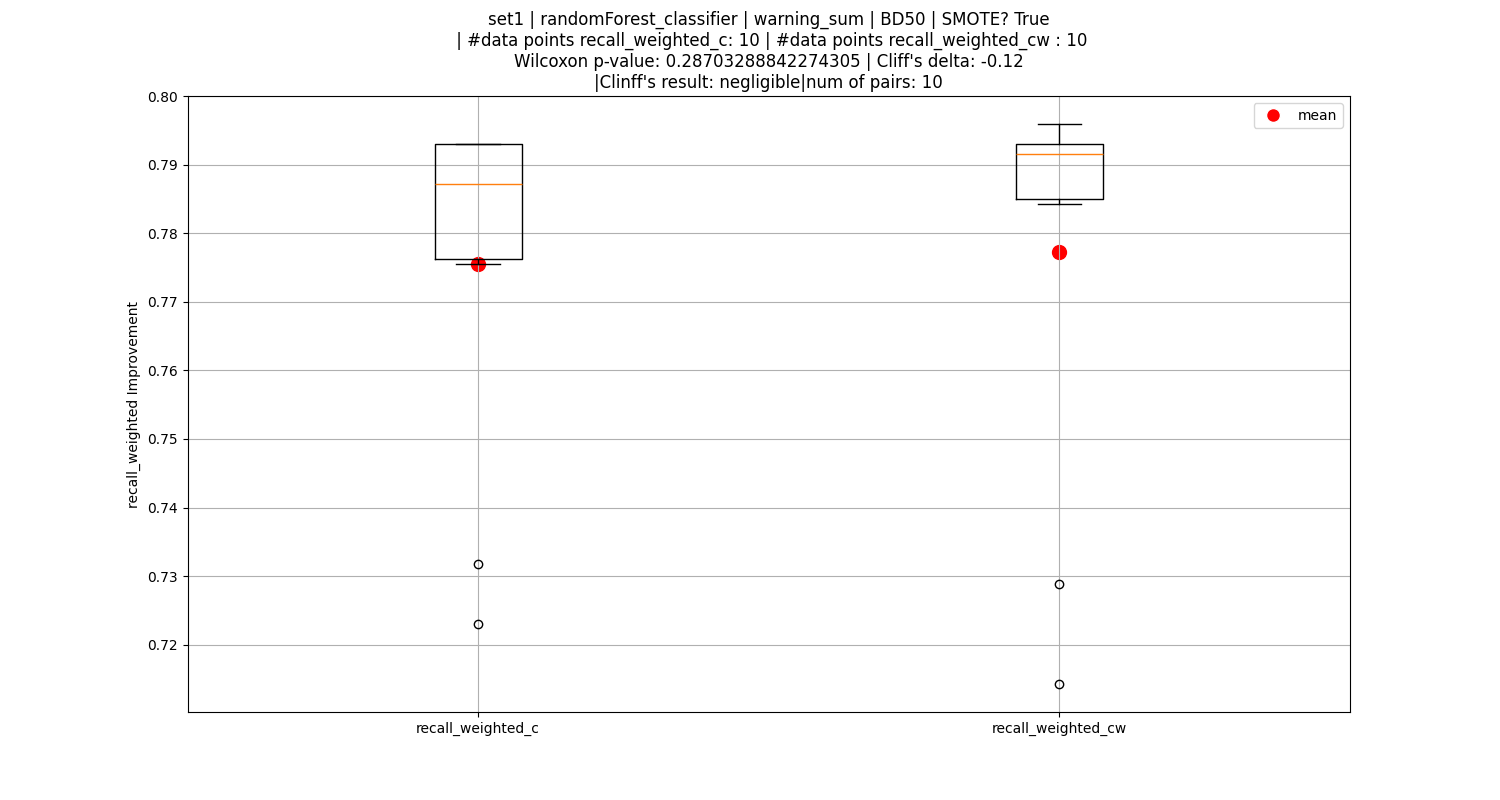 set1 | randomForest_classifier | warning_sum | BD50 | SMOTE? True
| #data points recall_weighted_c: 10 | #data points recall_weighted_cw : 10
Wilcoxon p-value: 0.28703288842274305 | Cliff's delta: -0.12
|Clinff's result: negligible|num of pairs: 10
mean
recall_weighted Improvement
0.80
0.79
0.78
0.77
0.76
0.75
0.74
0.73
0.72
recall_weighted_c
recall_weighted_cw